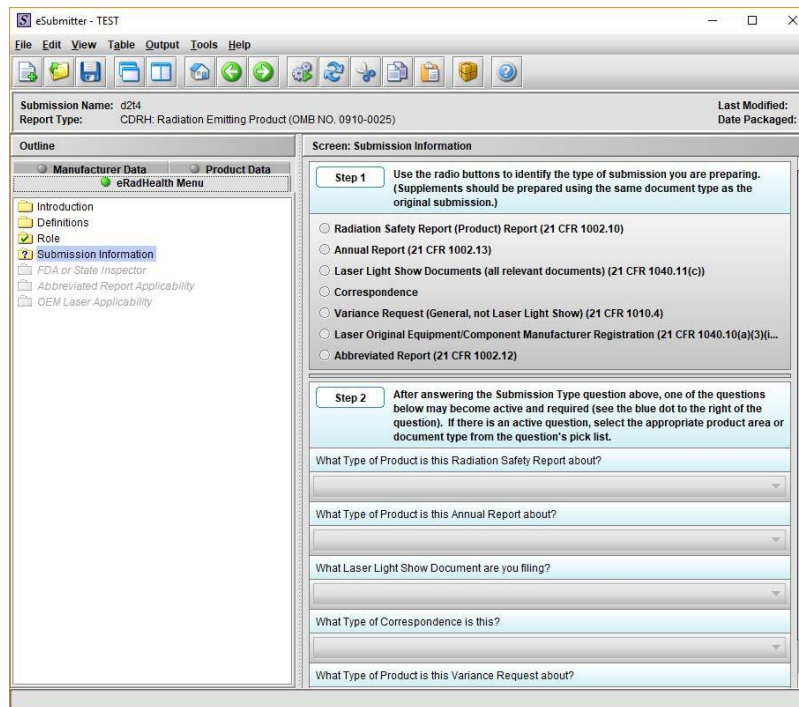 eSubmitter - TEST
File Edit View Table Output Tools Help
Submission Name: d2t4
Last Modified:
Report Type: CDRH: Radiation Emitting Product (OMB NO. 0910-0025)
Date Packaged:
Outline
Manufacturer Data Product Data
eRadHealth Menu
Introduction
Definitions
Role
Submission Information
FDA or State Inspector
Abbreviated Report Applicability
OEM Laser Applicability
Screen: Submission Information
Step 1
Use the radio buttons to identify the type of submission you are preparing.
(Supplements should be prepared using the same document type as the
original submission.)
Radiation Safety Report (Product) Report (21 CFR 1002.10)
Annual Report (21 CFR 1002.13)
Laser Light Show Documents (all relevant documents) (21 CFR 1040.11(c))
Correspondence
Variance Request (General, not Laser Light Show) (21 CFR 1010.4)
Laser Original Equipment/Component Manufacturer Registration (21 CFR 1040.10(a)(3)(i...
Abbreviated Report (21 CFR 1002.12)
Step 2
After answering the Submission Type question above, one of the questions
below may become active and required (see the blue dot to the right of the
question). If there is an active question, select the appropriate product area or
document type from the question's pick list.
What Type of Product is this Radiation Safety Report about?
What Type of Product is this Annual Report about?
What Laser Light Show Document are you filing?
What Type of Correspondence is this?
What Type of Product is this Variance Request about?